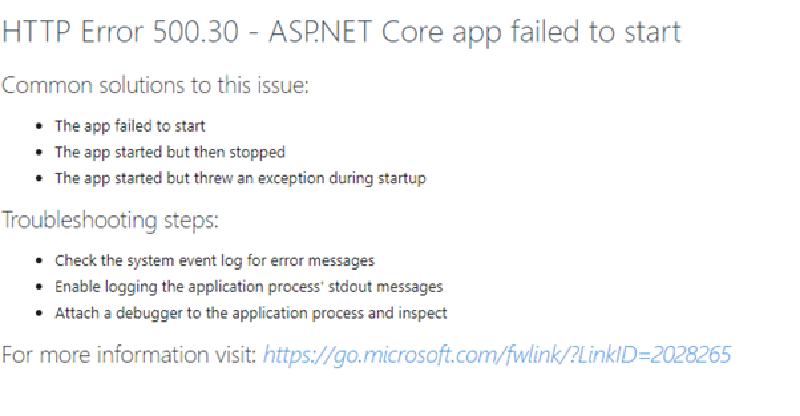 HTTP Error 500.30 - ASP.NET Core app failed to start
Common solutions to this issue:
• The app failed to start
• The app started but then stopped
• The app started but threw an exception during startup
Troubleshooting steps:
• Check the system event log for error messages
• Enable logging the application process' stdout messages
• Attach a debugger to the application process and inspect
For more information visit: https://go.microsoft.com/fwlink/?LinkID=2028265